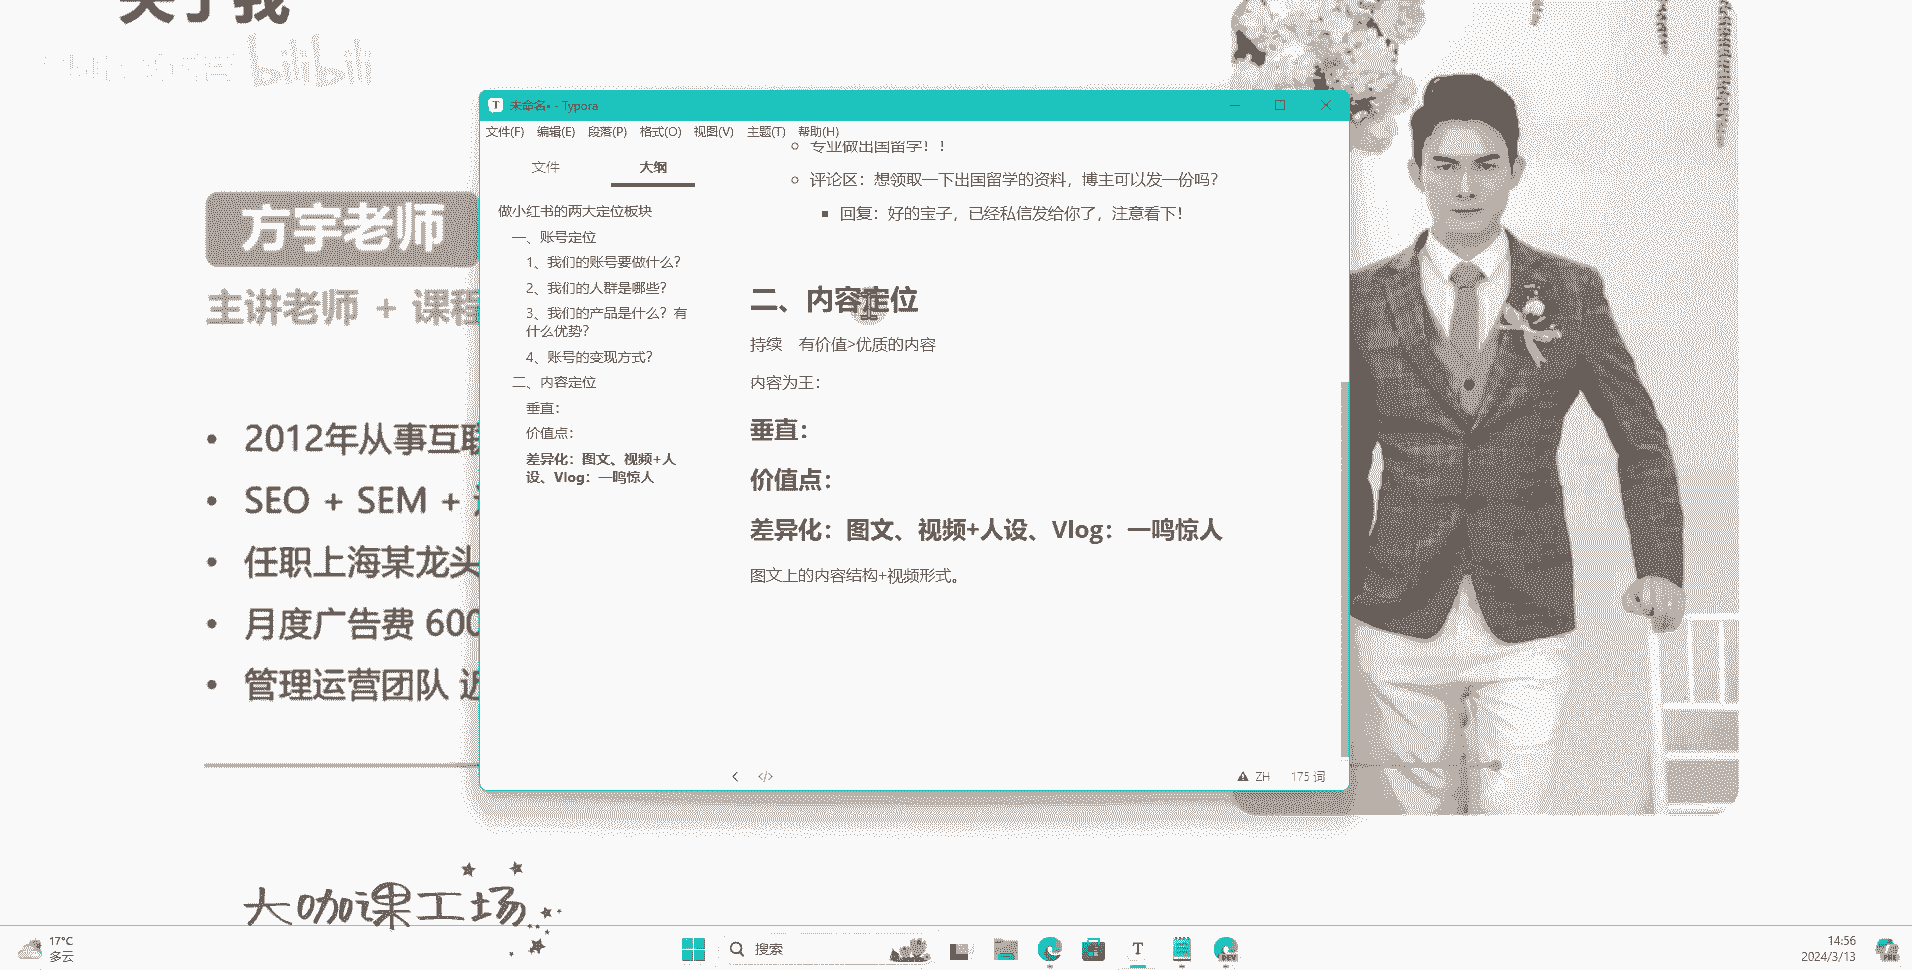 关于我
bilibili
方宇老师
主讲老师 + 课程
2012年从事互联
SEO + SEM +
任职上海某龙头
月度广告费 600
管理运营团队 近
大咖课工场
未命名• - Typora
文件(F) 编辑(E) 段落(P) 格式(O) 视图(V) 主题(T) 帮助(H)
文件 大纲
做小红书的两大定位板块
一、账号定位
1、我们的账号要做什么？
2、我们的人群是哪些？
3、我们的产品是什么？有
什么优势？
4、账号的变现方式？
二、内容定位
垂直：
价值点：
差异化：图文、视频+人
设、Vlog：一鸣惊人
专业做出国留学！！
评论区：想领取一下出国留学的资料，博主可以发一份吗？
回复：好的宝子，已经私信发给你了，注意看下！
二、内容定位
持续 有价值>优质的内容
内容为王：
垂直：
价值点：
差异化：图文、视频+人设、Vlog：一鸣惊人
图文上的内容结构+视频形式。
ZH 175 词
17°C
多云
搜索
14:56
2024/3/13